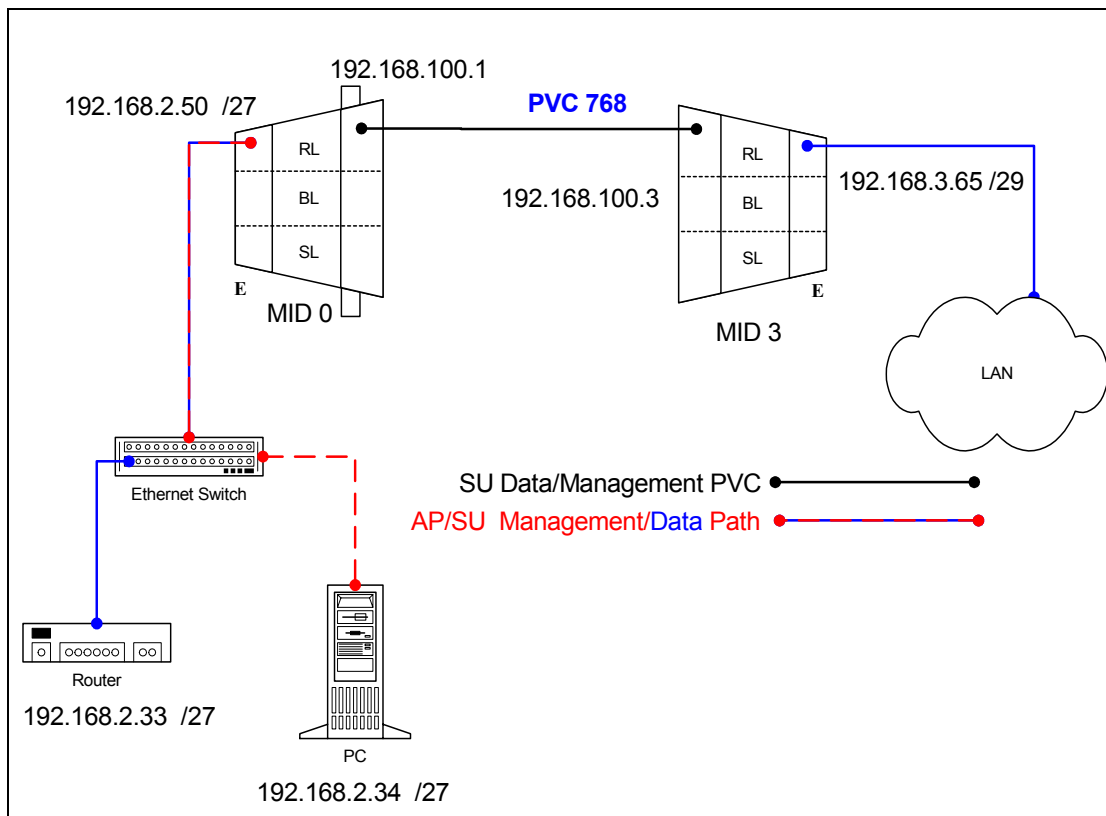 192.168.100.1
192.168.2.50 /27
PVC 768
RL
BL
SL
E
MID 0
192.168.100.3
RL
BL
SL
192.168.3.65 /29
E
MID 3
LAN
Ethernet Switch
SU Data/Management PVC
AP/SU Management/Data Path
Router
192.168.2.33 /27
PC
192.168.2.34 /27